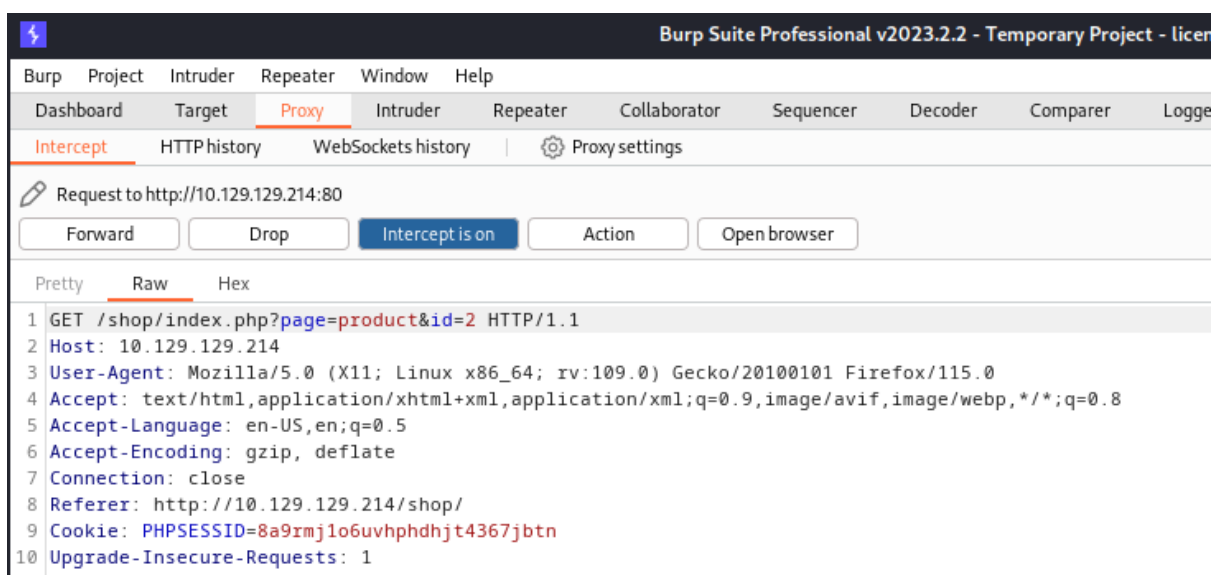 Burp Suite Professional v2023.2.2 - Temporary Project - licen
Burp Project Intruder Repeater Window Help
Dashboard Target Proxy Intruder Repeater Collaborator Sequencer Decoder Comparer Logge
Intercept HTTP history WebSockets history Proxy settings
Request to http://10.129.129.214:80
Forward Drop Intercept is on Action Open browser
Pretty Raw Hex
1 GET /shop/index.php?page=product&id=2 HTTP/1.1
2 Host: 10.129.129.214
3 User-Agent: Mozilla/5.0 (X11; Linux x86_64; rv:109.0) Gecko/20100101 Firefox/115.0
4 Accept: text/html,application/xhtml+xml,application/xml;q=0.9,image/avif,image/webp,*/*;q=0.8
5 Accept-Language: en-US,en;q=0.5
6 Accept-Encoding: gzip, deflate
7 Connection: close
8 Referer: http://10.129.129.214/shop/
9 Cookie: PHPSESSID=8a9rmj1o6uvhphdhjt4367jbtn
10 Upgrade-Insecure-Requests: 1